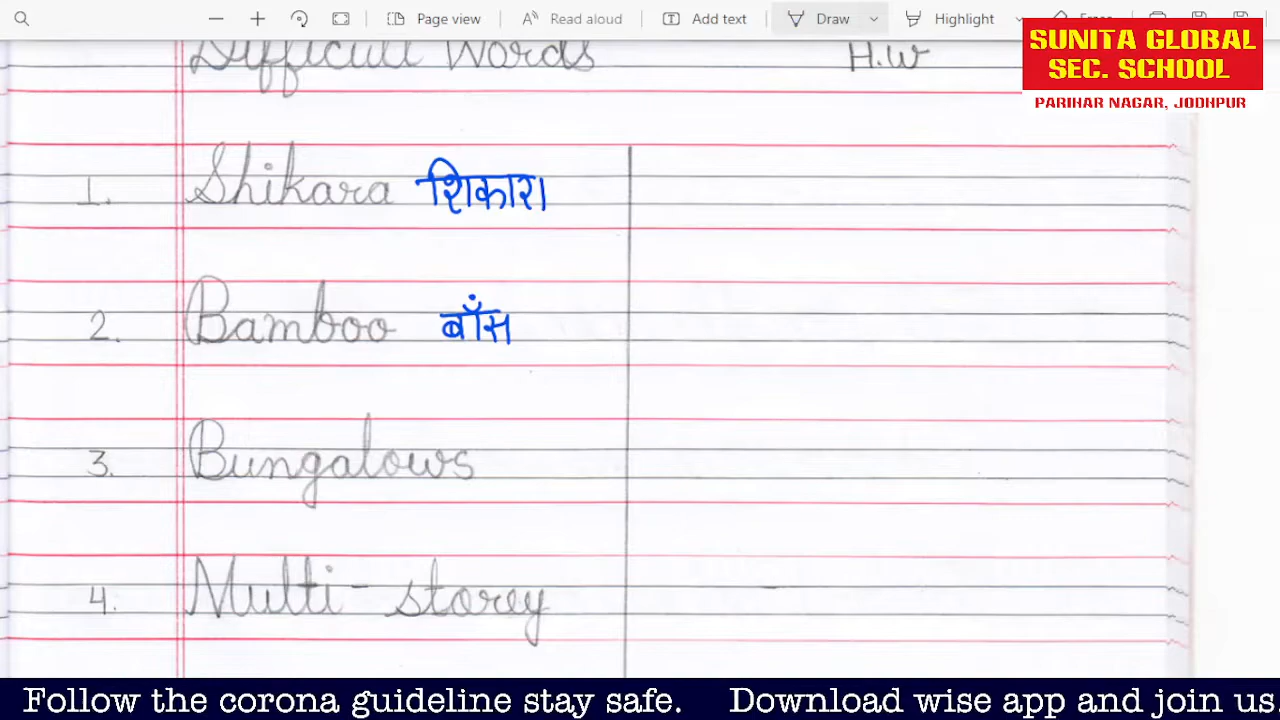 Page view Read aloud Add text Draw Highlight Erase
SUNITA GLOBAL
SEC. SCHOOL
PARIHAR NAGAR, JODHPUR
Difficult Words H.W
1. Shikara शिकारा
2. Bamboo बाँस
3. Bungalows
4. Multi-storey
Follow the corona guideline stay safe. Download wise app and join us.